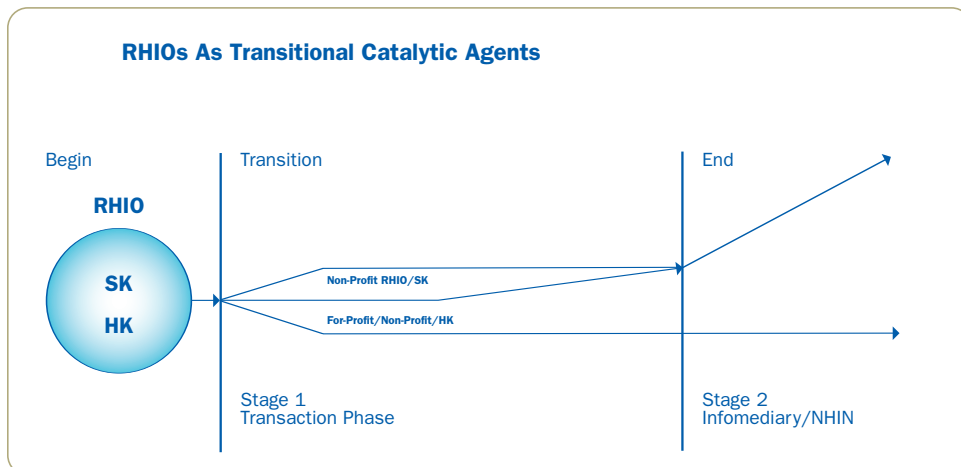 RHIOs As Transitional Catalytic Agents
Begin
Transition
End
RHIO
SK
HK
Non-Profit RHIO/SK
For-Profit/Non-Profit/HK
Stage 1
Transaction Phase
Stage 2
Infomediary/NHIN